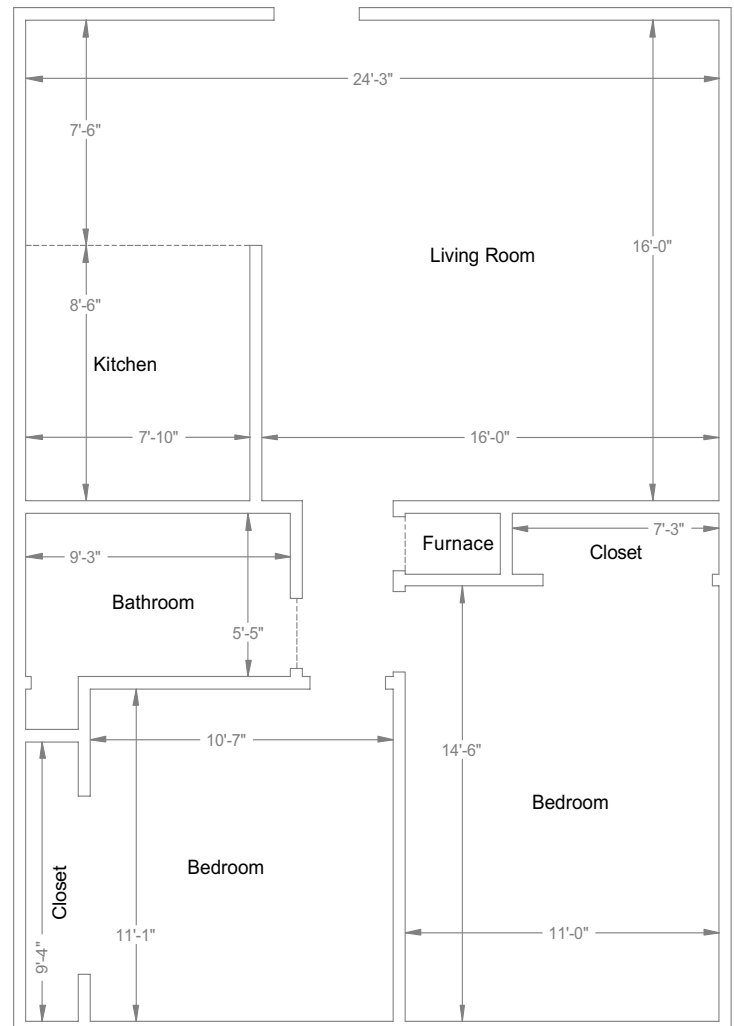 24'-3"
7'-6"
Living Room
16'-0"
8'-6"
Kitchen
7'-10"
16'-0"
7'-3"
Furnace
Closet
9'-3"
Bathroom
5'-5"
10'-7"
14'-6"
Bedroom
Bedroom
Closet
11'-1"
11'-0"
9'-4"